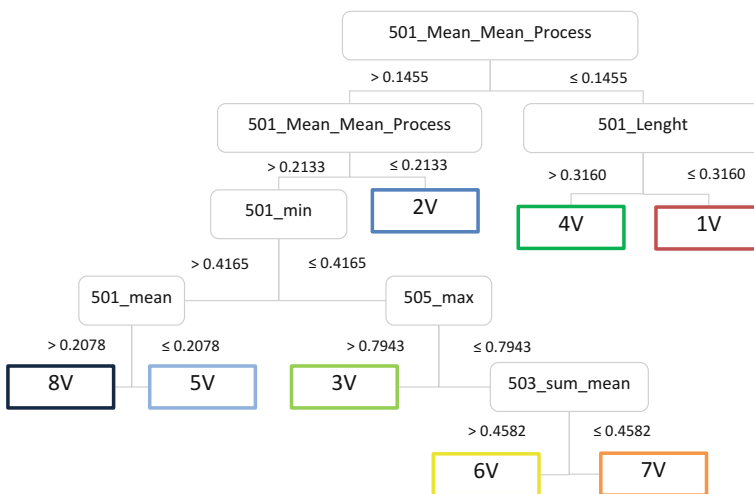 501_Mean_Mean_Process
> 0.1455
≤ 0.1455
501_Mean_Mean_Process
501_Lenght
> 0.2133
≤ 0.2133
> 0.3160
≤ 0.3160
501_min
2V
4V
1V
> 0.4165
≤ 0.4165
501_mean
505_max
> 0.2078
≤ 0.2078
> 0.7943
≤ 0.7943
8V
5V
3V
503_sum_mean
> 0.4582
≤ 0.4582
6V
7V